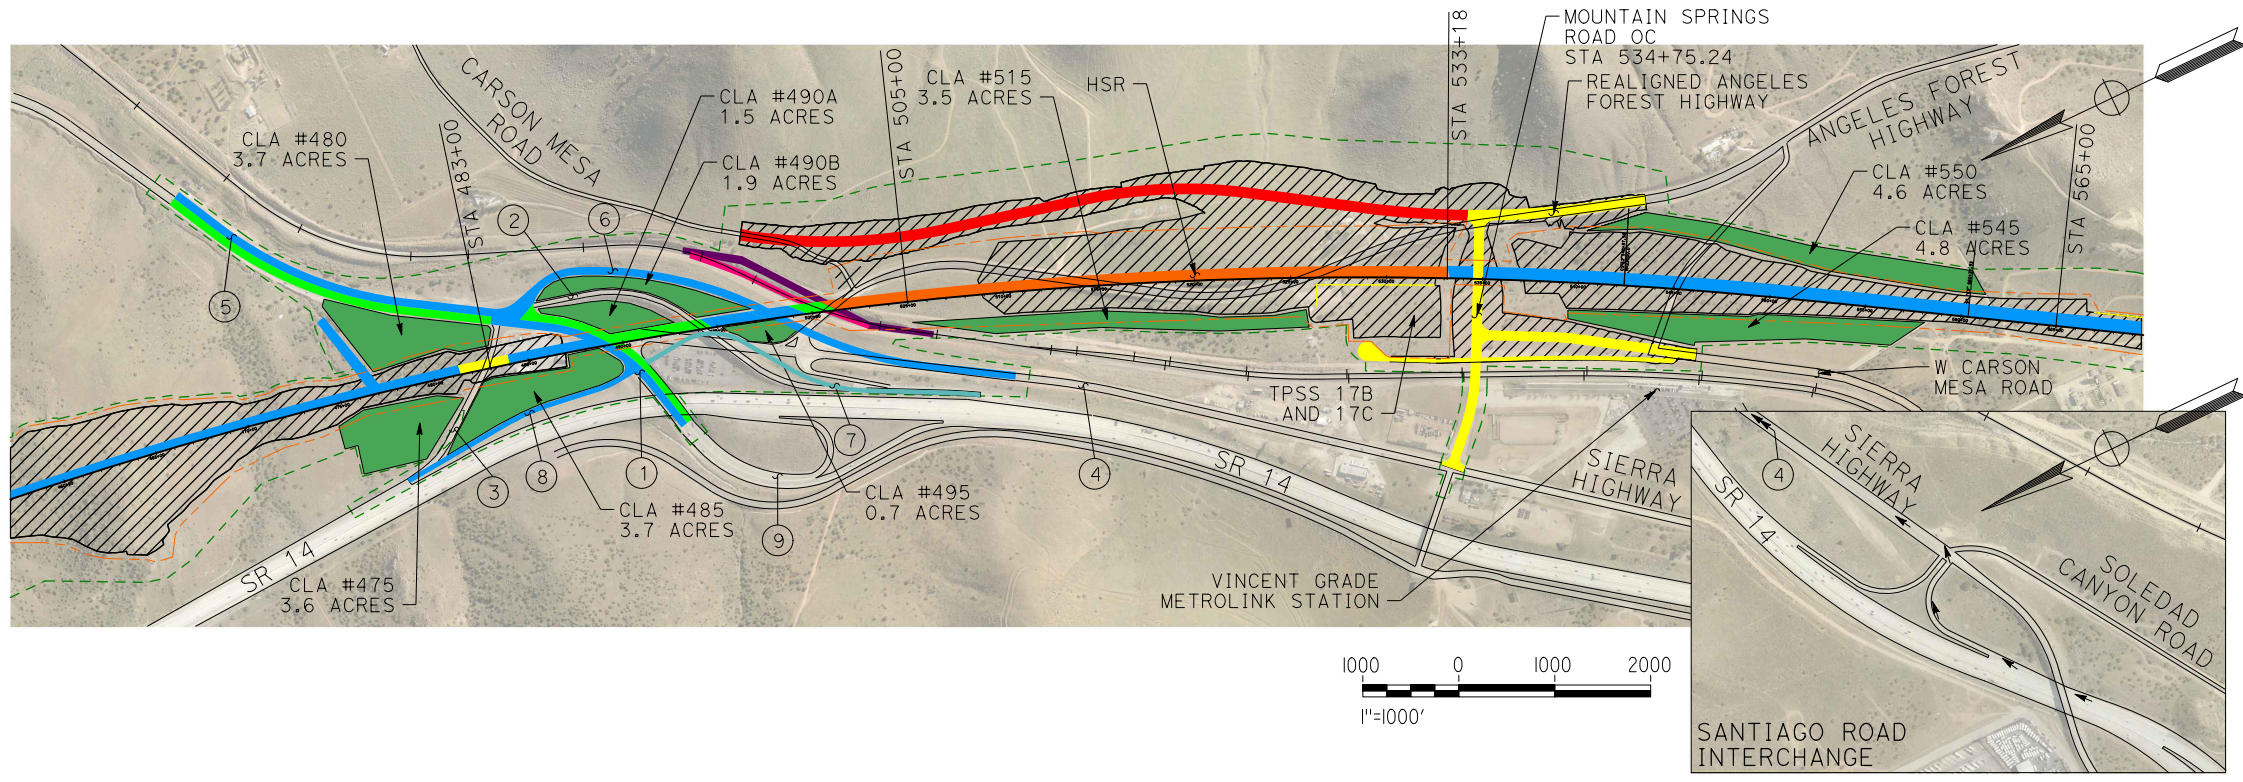 MOUNTAIN SPRINGS
ROAD OC
STA 534+75.24
REALIGNED ANGELES
FOREST HIGHWAY
STA 533+18
ANGELES FOREST
HIGHWAY
CARSON MESA
ROAD
CLA #480
3.7 ACRES
STA 483+00
CLA #490A
1.5 ACRES
CLA #490B
1.9 ACRES
STA 505+00
CLA #515
3.5 ACRES
HSR
CLA #550
4.6 ACRES
CLA #545
4.8 ACRES
STA 565+00
2
6
5
W CARSON
MESA ROAD
TPSS 17B
AND 17C
3
8
1
7
4
9
CLA #485
3.7 ACRES
CLA #495
0.7 ACRES
SR 14
SIERRA
HIGHWAY
SR 14
CLA #475
3.6 ACRES
VINCENT GRADE
METROLINK STATION
1000 0 1000 2000
1"=1000'
4
SIERRA
HIGHWAY
SR 14
SOLEDAD
CANYON ROAD
SANTIAGO ROAD
INTERCHANGE